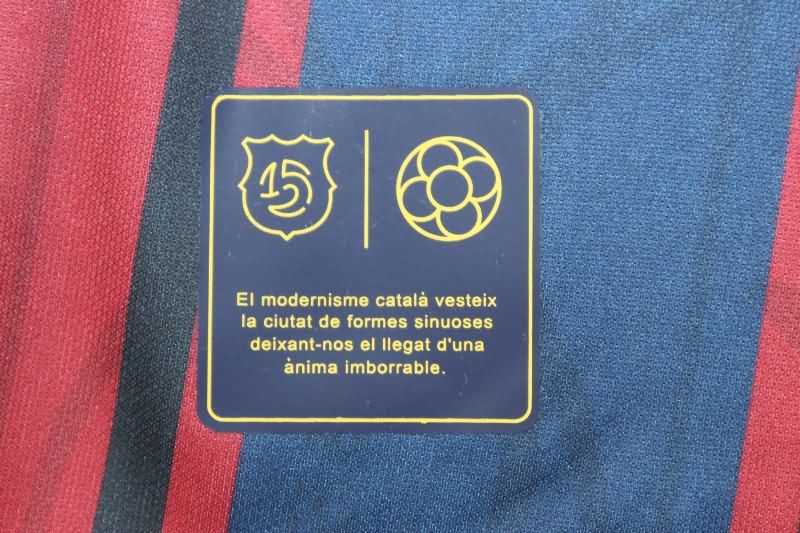 15
El modernisme català vesteix
la ciutat de formes sinuoses
deixant-nos el llegat d'una
ànima imborrable.